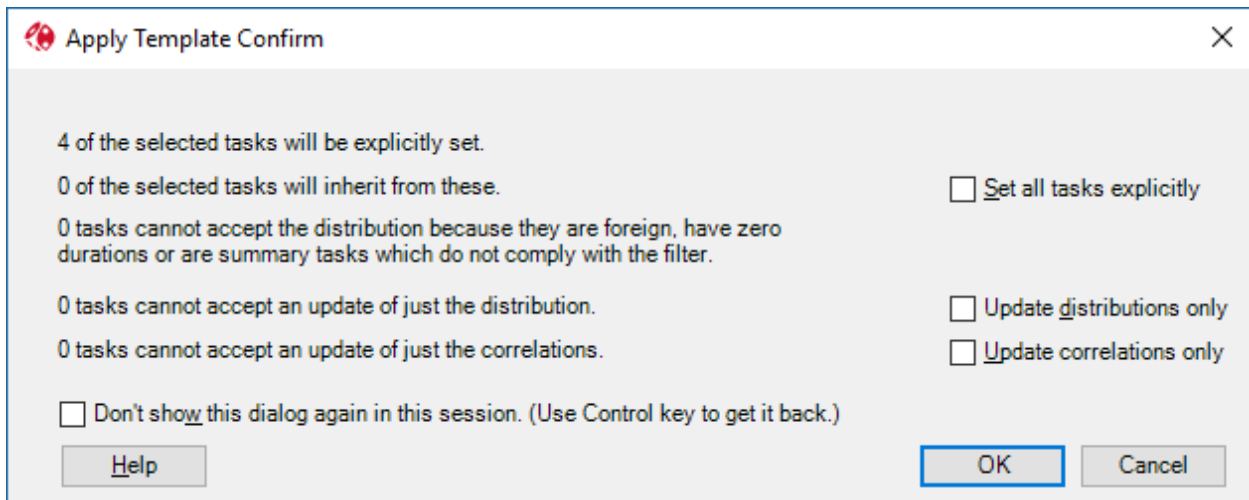 Apply Template Confirm
4 of the selected tasks will be explicitly set.
0 of the selected tasks will inherit from these.
Set all tasks explicitly
0 tasks cannot accept the distribution because they are foreign, have zero
durations or are summary tasks which do not comply with the filter.
0 tasks cannot accept an update of just the distribution.
Update distributions only
0 tasks cannot accept an update of just the correlations.
Update correlations only
Don't show this dialog again in this session. (Use Control key to get it back.)
Help
OK
Cancel